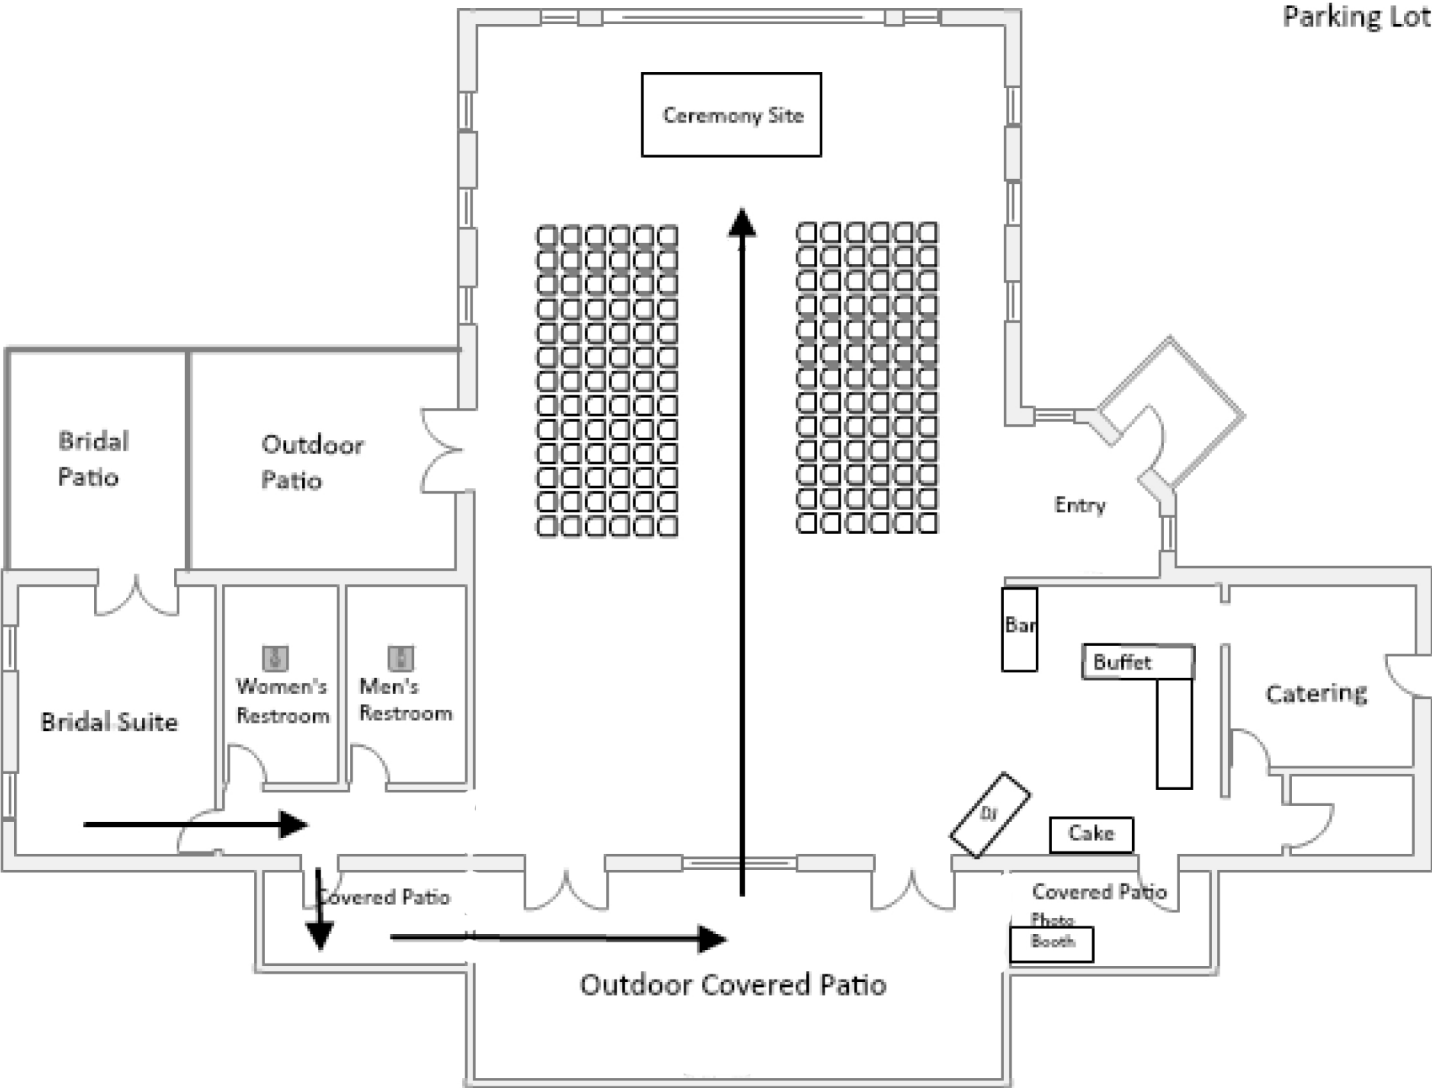 Parking Lot
Ceremony Site
Bridal
Patio
Outdoor
Patio
Entry
Bar
Buffet
Catering
Women's
Restroom
Men's
Restroom
Bridal Suite
DJ
Cake
Covered Patio
Covered Patio
Photo
Booth
Outdoor Covered Patio